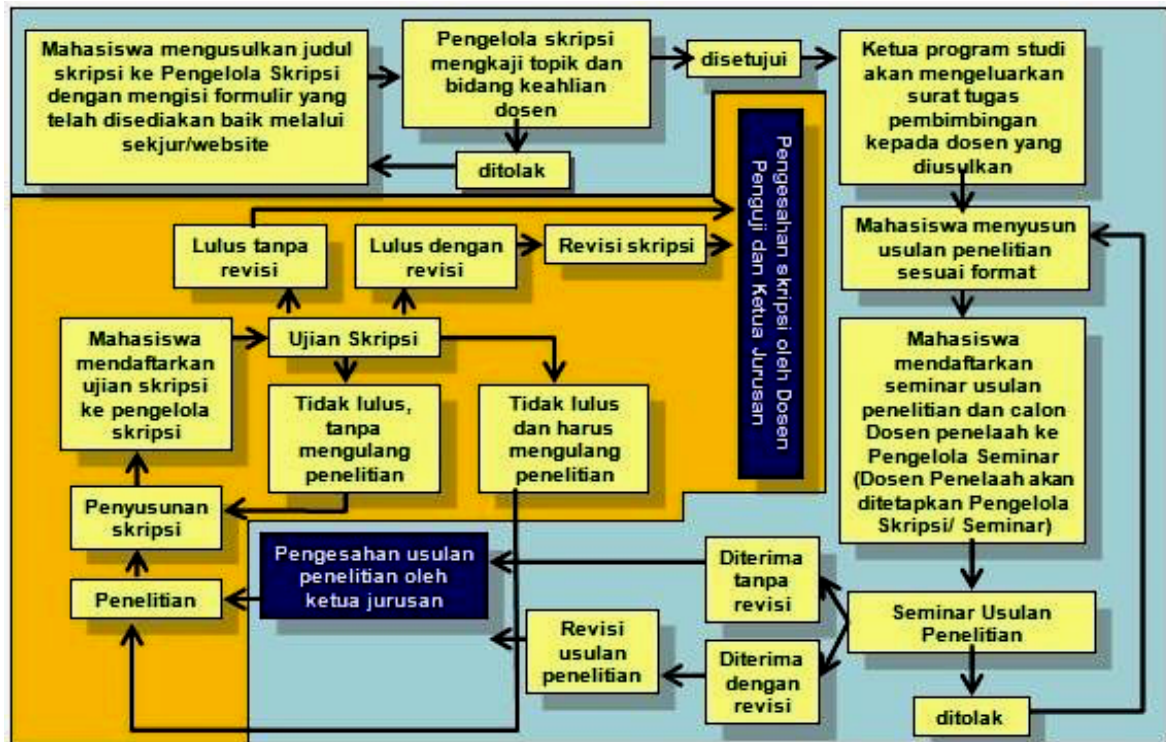 Mahasiswa mengusulkan judul
skripsi ke Pengelola Skripsi
dengan mengisi formulir yang
telah disediakan baik melalui
sekjur/website
Pengelola skripsi
mengkaji topik dan
bidang keahlian
dosen
disetujui
ditolak
Ketua program studi
akan mengeluarkan
surat tugas
pembimbingan
kepada dosen yang
diusulkan
Mahasiswa menyusun
usulan penelitian
sesuai format
Mahasiswa
mendaftarkan
seminar usulan
penelitian dan calon
Dosen penelaah ke
Pengelola Seminar
(Dosen Penelaah akan
ditetapkan Pengelola
Skripsi/ Seminar)
Seminar Usulan
Penelitian
ditolak
Diterima
tanpa
revisi
Diterima
dengan
revisi
Revisi
usulan
penelitian
Pengesahan usulan
penelitian oleh
ketua jurusan
Penelitian
Penyusunan
skripsi
Mahasiswa
mendaftarkan
ujian skripsi
ke pengelola
skripsi
Ujian Skripsi
Lulus tanpa
revisi
Lulus dengan
revisi
Revisi skripsi
Tidak lulus,
tanpa
mengulang
penelitian
Tidak lulus
dan harus
mengulang
penelitian
Pengesahan skripsi oleh Dosen
Penguji dan Ketua Jurusan